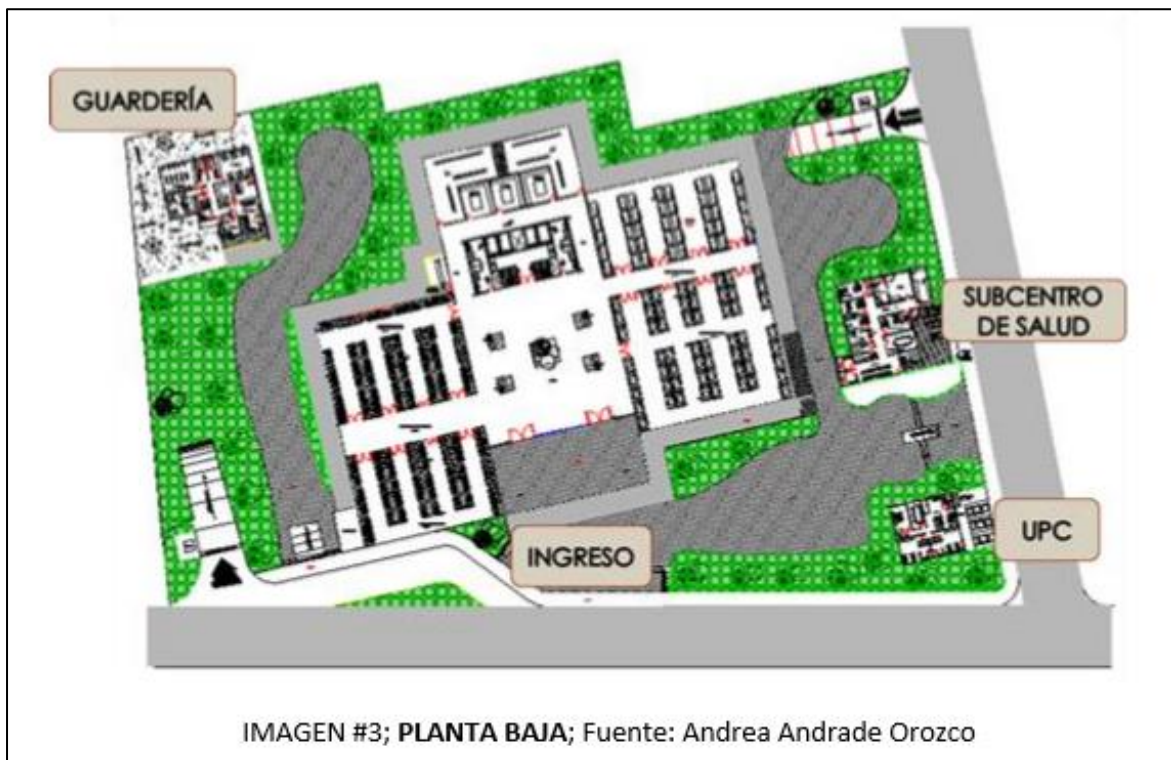 GUARDERÍA
SUBCENTRO
DE SALUD
UPC
INGRESO
IMAGEN #3; PLANTA BAJA; Fuente: Andrea Andrade Orozco